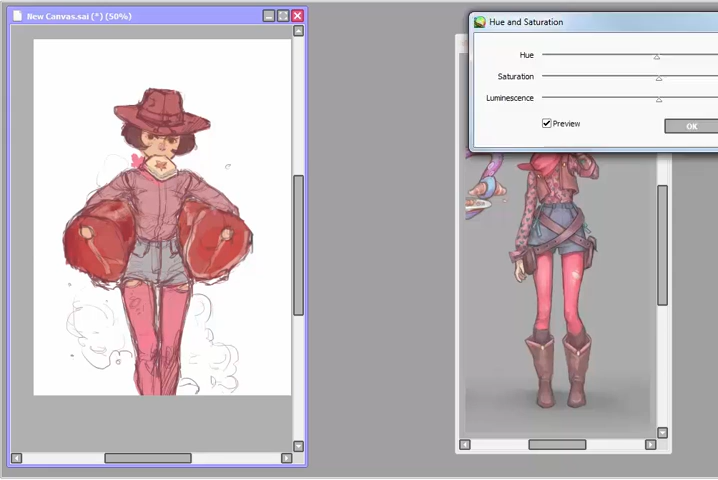 New Canvas.sai (*) (50%)
Hue and Saturation
Hue
Saturation
Luminescence
Preview
OK